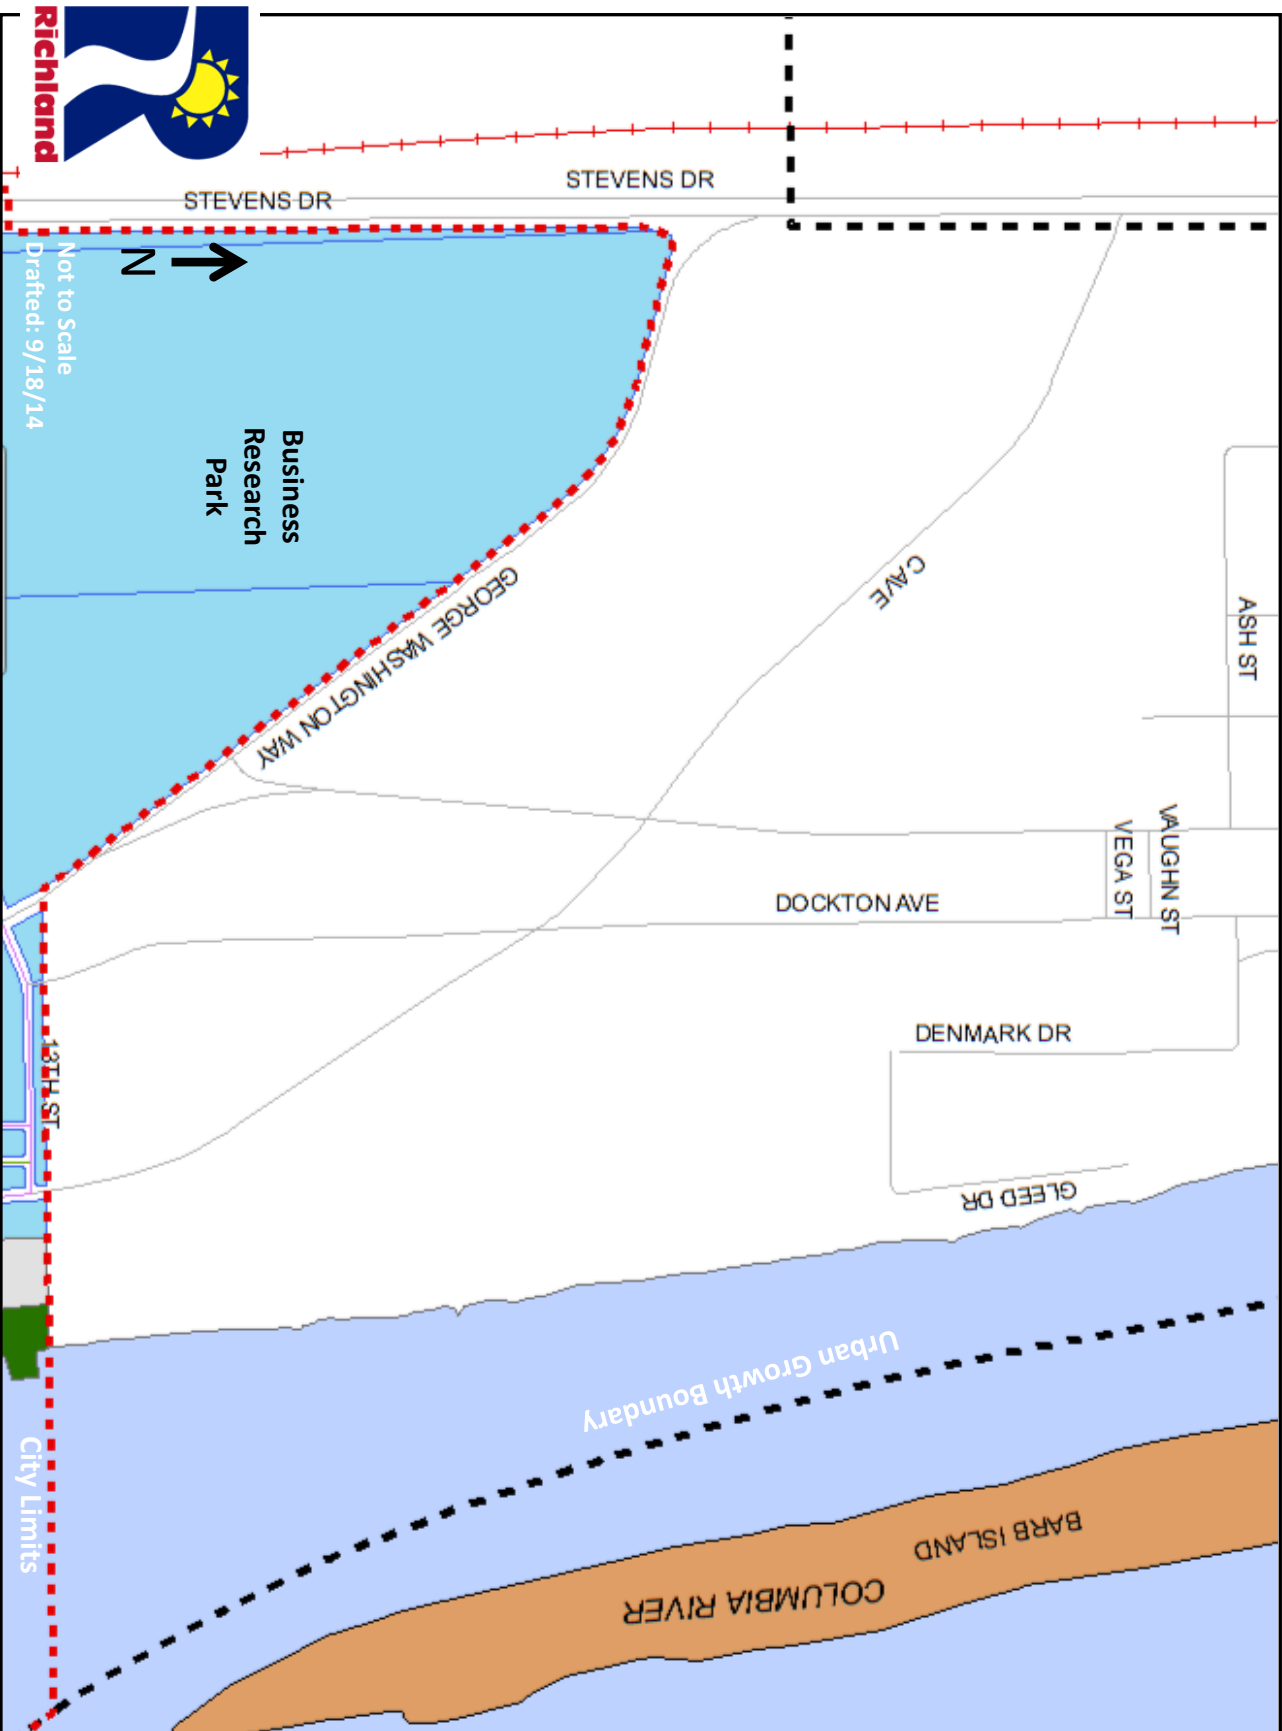 Richland
STEVENS DR
STEVENS DR
N
Not to Scale
Drafted: 9/18/14
Business
Research
Park
GEORGE WASHINGTON WAY
CAVE
ASH ST
VAUGHN ST
VEGA ST
DOCKTON AVE
DENMARK DR
13TH ST
GLEED DR
Urban Growth Boundary
City Limits
BARB ISLAND
COLUMBIA RIVER